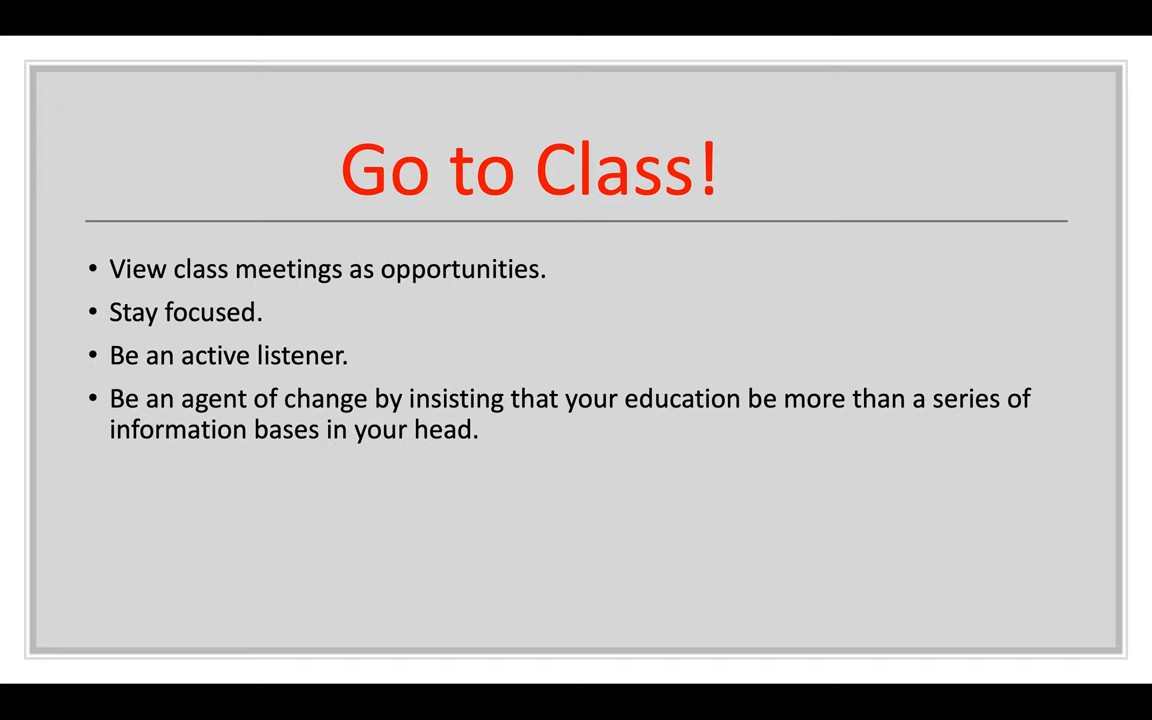 Go to Class!
• View class meetings as opportunities.
• Stay focused.
• Be an active listener.
• Be an agent of change by insisting that your education be more than a series of
information bases in your head.